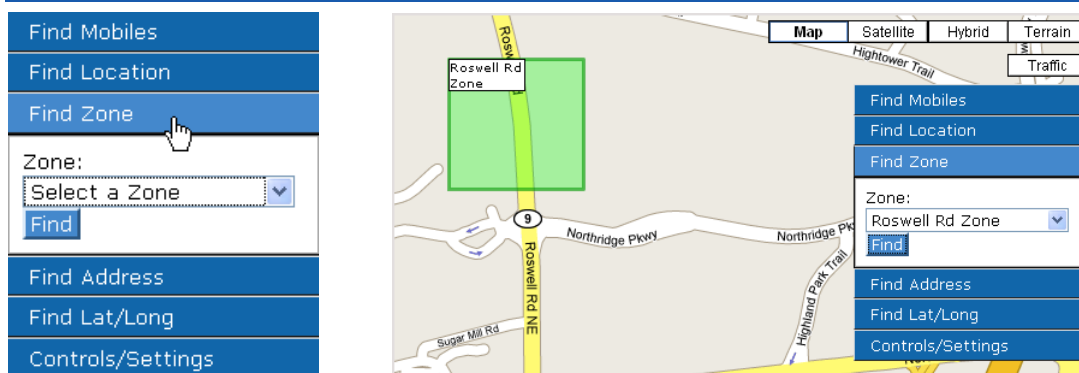 Find Mobiles
Find Location
Find Zone
Zone:
Select a Zone
Find
Find Address
Find Lat/Long
Controls/Settings
Map Satellite Hybrid Terrain
Traffic
Hightower Trail
Roswell Rd
Zone
9
Northridge Pkwy
Northridge
Roswell Rd NE
Sugar Mill Rd
Highland Park Trail
Find Mobiles
Find Location
Find Zone
Zone:
Roswell Rd Zone
Find
Find Address
Find Lat/Long
Controls/Settings